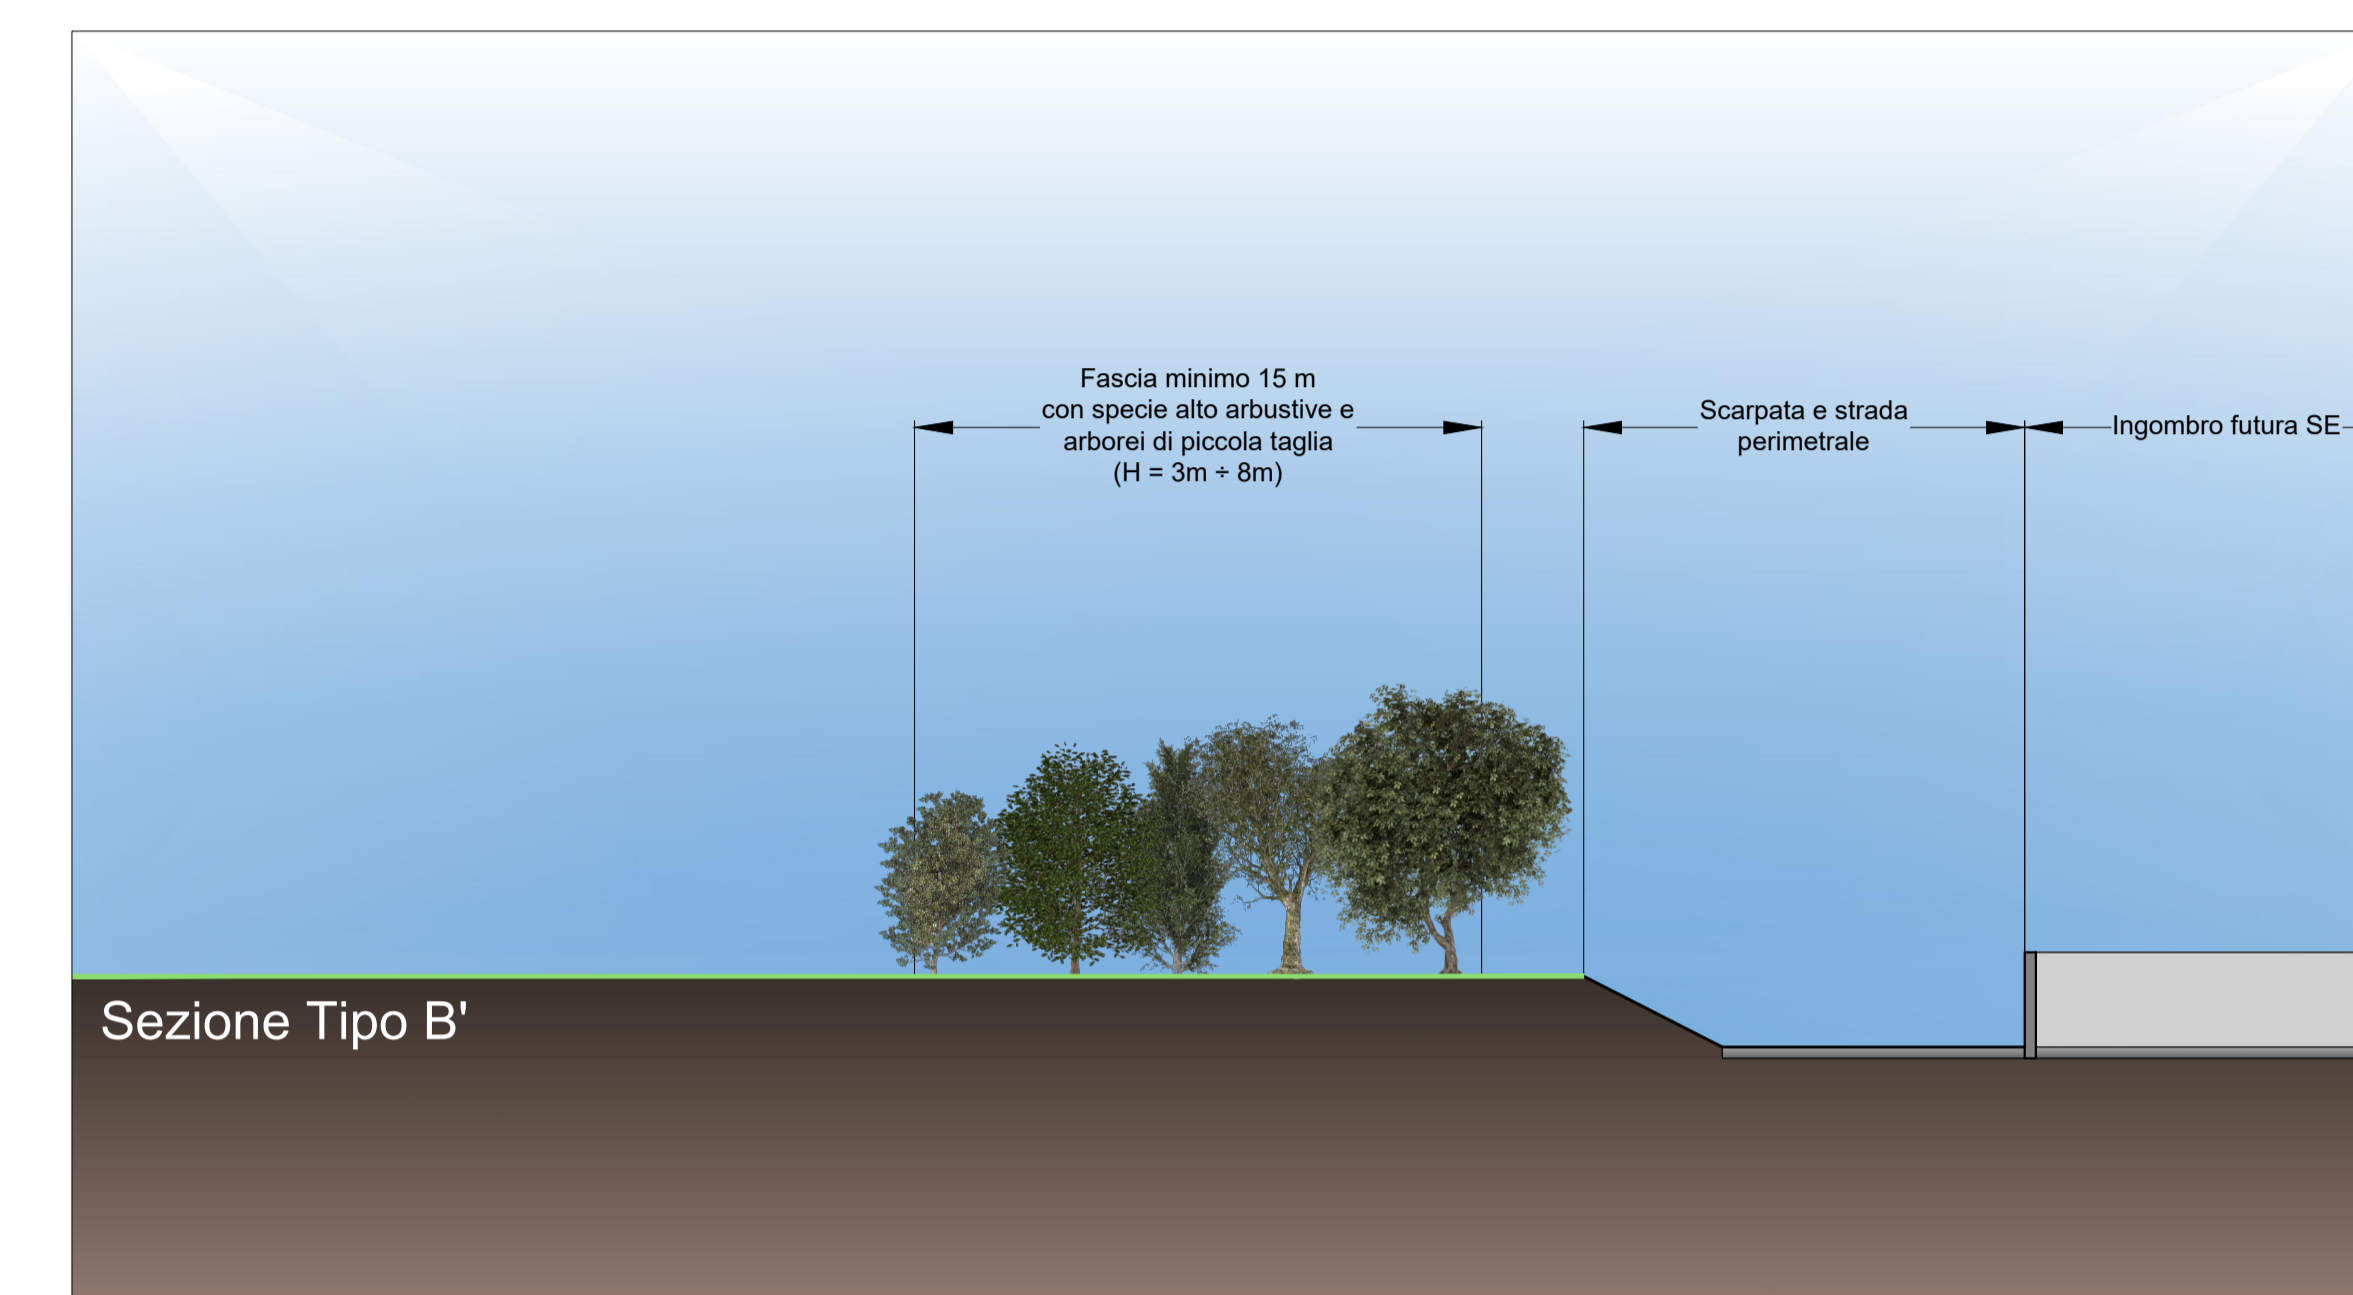 Fascia minimo 15 m
con specie alto arbustive e
arborei di piccola taglia
(H = 3m ÷ 8m)
Scarpata e strada
perimetrale
Ingombro futura SE
Sezione Tipo B'